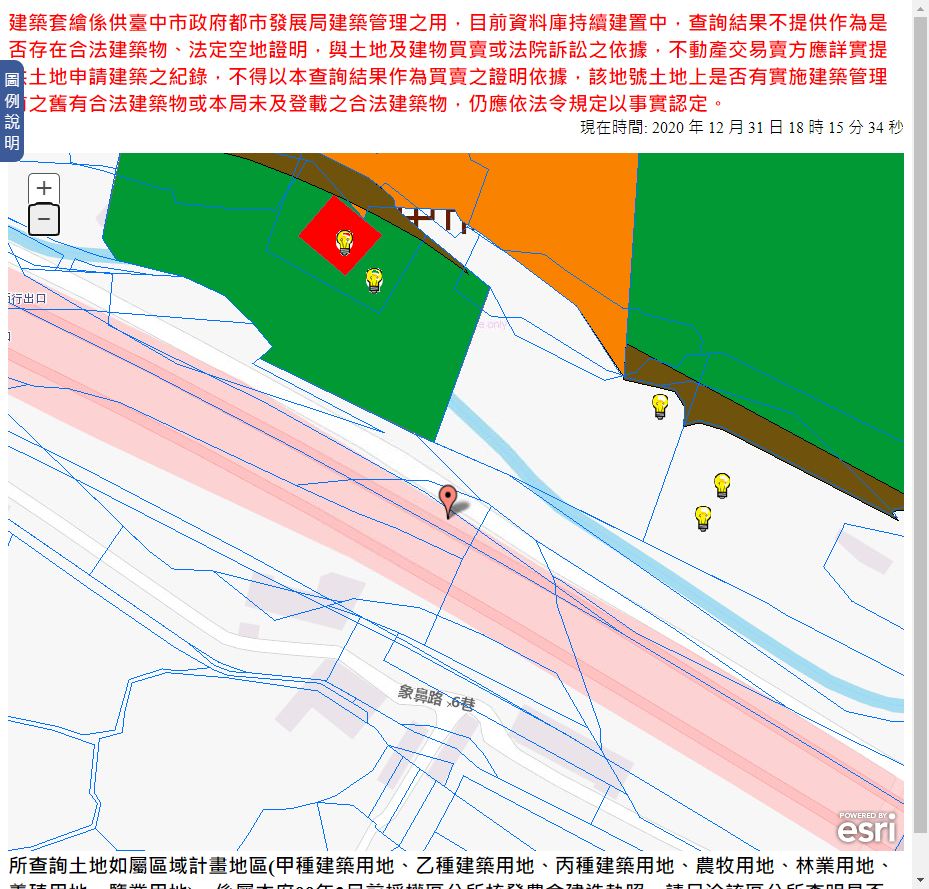 建築套繪係供臺中市政府都市發展局建築管理之用，目前資料庫持續建置中，查詢結果不提供作為是
否存在合法建築物、法定空地證明，與土地及建物買賣或法院訴訟之依據，不動產交易賣方應詳實提
土地申請建築之紀錄，不得以本查詢結果作為買賣之證明依據，該地號土地上是否有實施建築管理
之舊有合法建築物或本局未及登載之合法建築物，仍應依法令規定以事實認定。
圖例說明
現在時間: 2020 年 12 月 31 日 18 時 15 分 34 秒
+
−
行出口
e only
象鼻路 6巷
POWERED BY
esri
所查詢土地如屬區域計畫地區(甲種建築用地、乙種建築用地、丙種建築用地、農牧用地、林業用地、